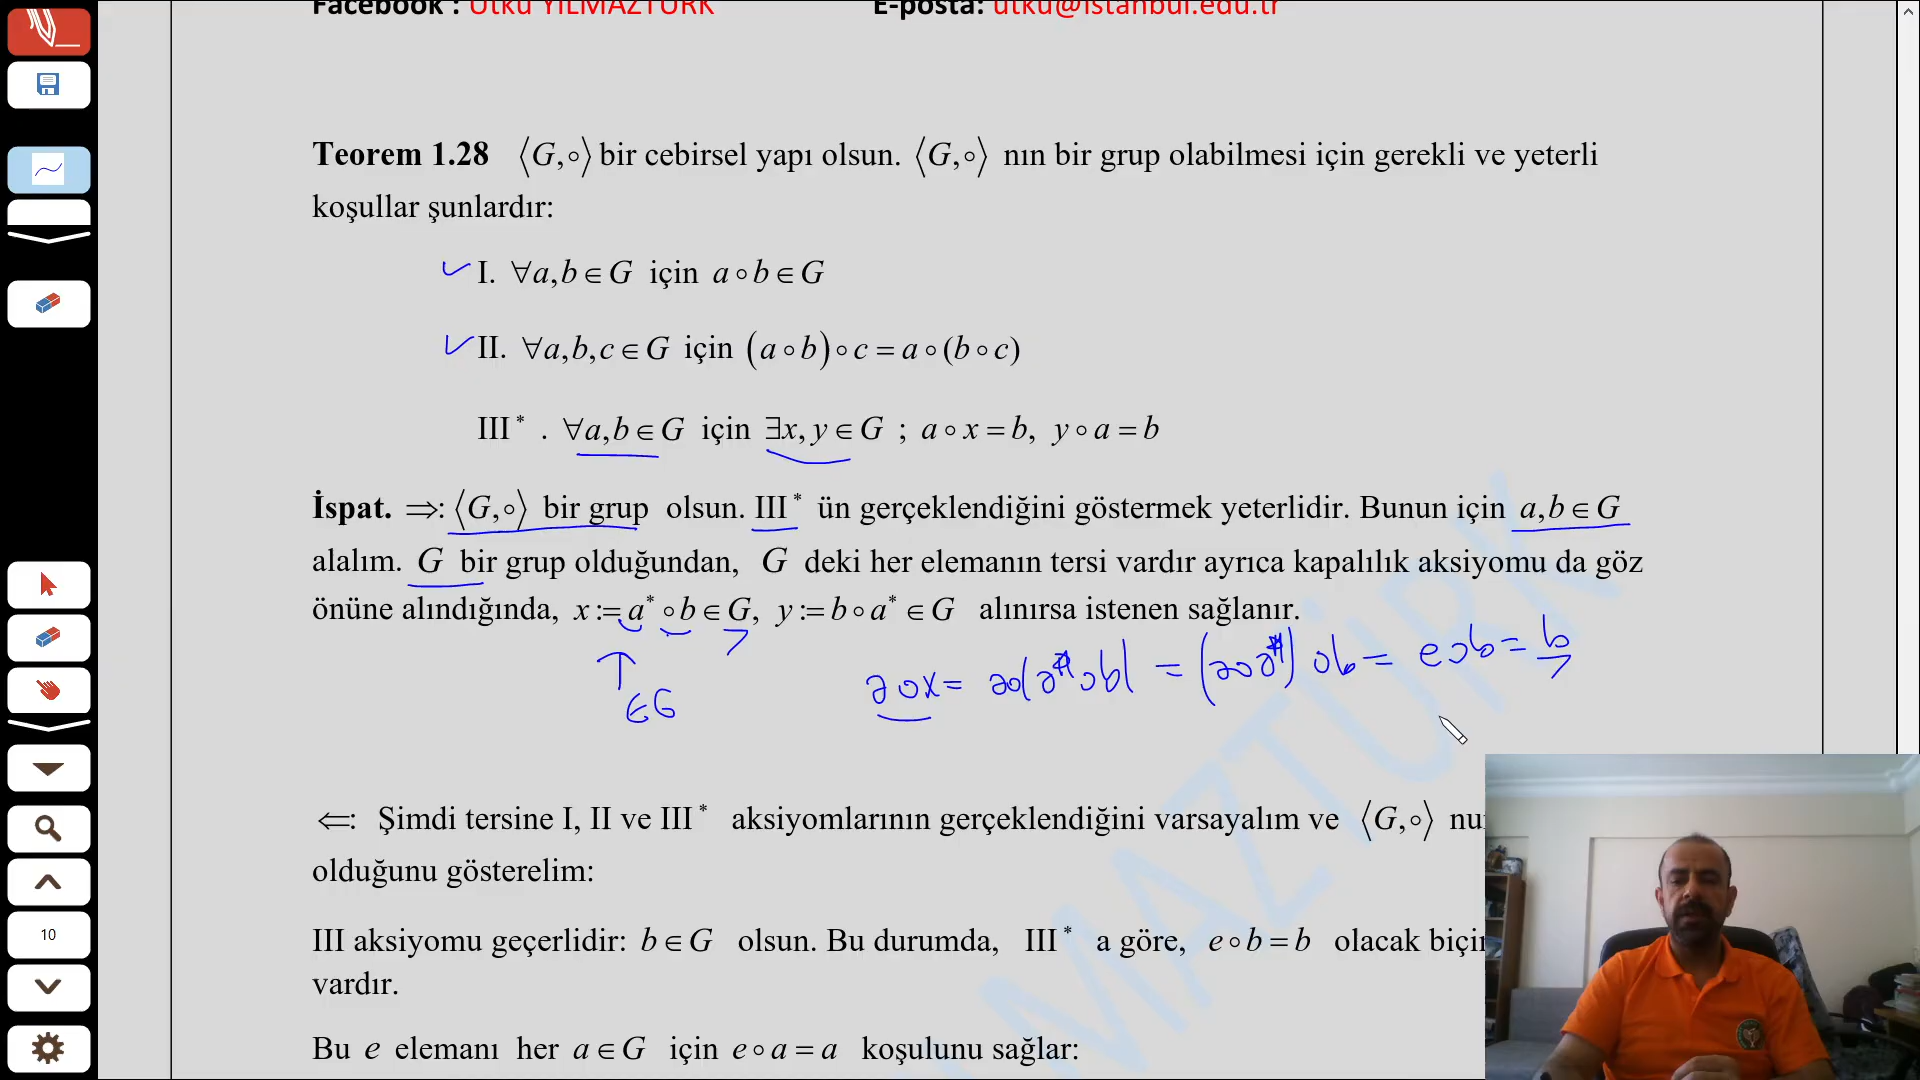 Facebook : Utku YILMAZTÜRK E-posta: utku@istanbul.edu.tr
Teorem 1.28 ⟨G,∘⟩ bir cebirsel yapı olsun. ⟨G,∘⟩ nın bir grup olabilmesi için gerekli ve yeterli
koşullar şunlardır:
I. ∀a,b∈G için a∘b∈G
II. ∀a,b,c∈G için (a∘b)∘c=a∘(b∘c)
III* . ∀a,b∈G için ∃x,y∈G ; a∘x=b, y∘a=b
İspat. ⇒: ⟨G,∘⟩ bir grup olsun. III* ün gerçeklendiğini göstermek yeterlidir. Bunun için a,b∈G
alalım. G bir grup olduğundan, G deki her elemanın tersi vardır ayrıca kapalılık aksiyomu da göz
önüne alındığında, x:=a*∘b∈G, y:=b∘a*∈G alınırsa istenen sağlanır.
a∘x= a∘(a*∘b) = (a∘a*)∘b= e∘b= b
∈G
⇐: Şimdi tersine I, II ve III* aksiyomlarının gerçeklendiğini varsayalım ve ⟨G,∘⟩
olduğunu gösterelim:
III aksiyomu geçerlidir: b∈G olsun. Bu durumda, III* a göre, e∘b=b olacak
vardır.
Bu e elemanı her a∈G için e∘a=a koşulunu sağlar:
10